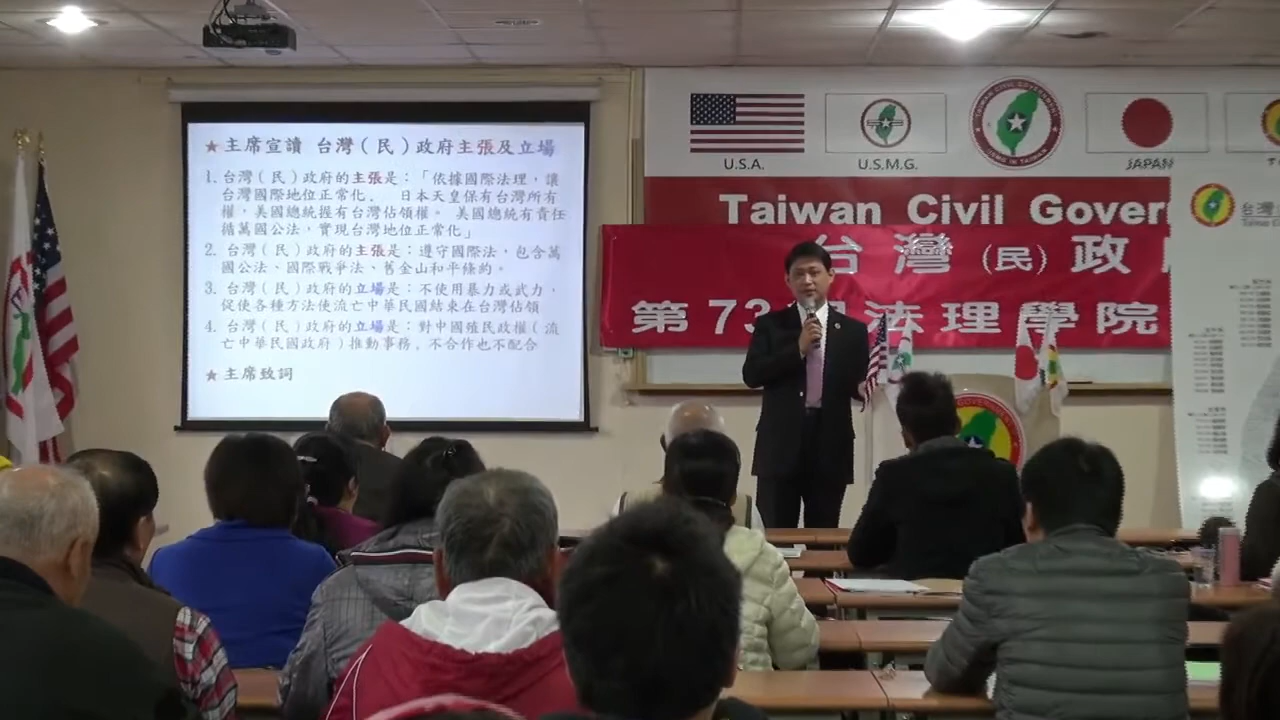 ★ 主席宣讀 台灣(民)政府主張及立場
1. 台灣(民)政府的主張是:「依據國際法理,讓
台灣國際地位正常化. 日本天皇保有台灣所有
權,美國總統握有台灣佔領權。 美國總統有責任
循萬國公法,實現台灣地位正常化」
2. 台灣(民)政府的主張是:遵守國際法,包含萬
國公法、國際戰爭法、舊金山和平條約。
3. 台灣(民)政府的立場是:不使用暴力或武力,
促使各種方法使流亡中華民國結束在台灣佔領
4. 台灣(民)政府的立場是:對中國殖民政權(流
亡中華民國政府)推動事務, 不合作也不配合
★ 主席致詞
TAIWAN CIVIL GOVERNMENT
USMG IN TAIWAN
U.S.A.
U.S.M.G.
JAPAN
Taiwan Civil Govern
台灣(民)政
第73
法理學院
台灣